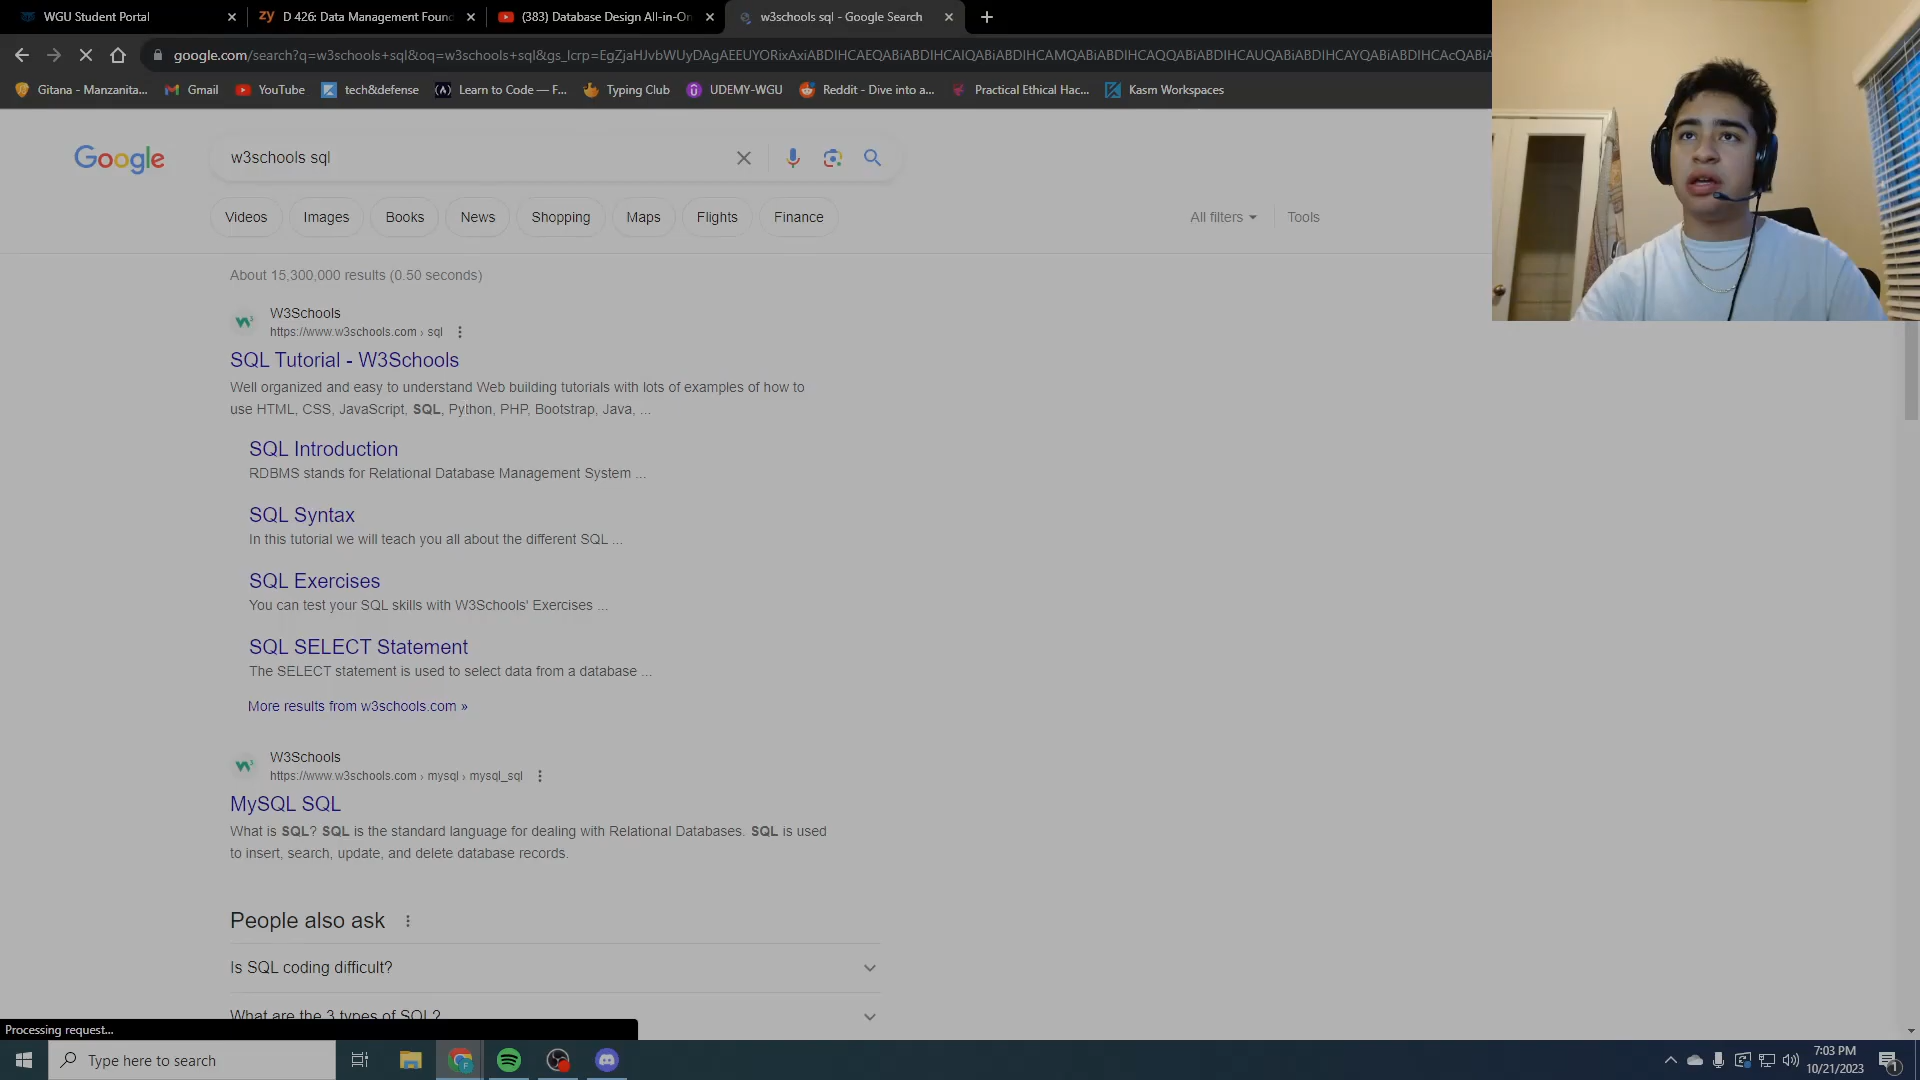 WGU Student Portal
zy D 426: Data Management Foun
(383) Database Design All-in-On
w3schools sql - Google Search
google.com/search?q=w3schools+sql&oq=w3schools+sql&gs_lcrp=
Gitana - Manzanita...
Gmail
YouTube
tech&defense
(A) Learn to Code — F...
Typing Club
UDEMY-WGU
Reddit - Dive into a...
Practical Ethical Hac...
Kasm Workspaces
Google
w3schools sql
Videos
Images
Books
News
Shopping
Maps
Flights
Finance
All filters
Tools
About 15,300,000 results (0.50 seconds)
W3Schools
https://www.w3schools.com › sql
SQL Tutorial - W3Schools
Well organized and easy to understand Web building tutorials with lots of examples of how to
use HTML, CSS, JavaScript, SQL, Python, PHP, Bootstrap, Java, ...
SQL Introduction
RDBMS stands for Relational Database Management System ...
SQL Syntax
In this tutorial we will teach you all about the different SQL ...
SQL Exercises
You can test your SQL skills with W3Schools' Exercises ...
SQL SELECT Statement
The SELECT statement is used to select data from a database ...
More results from w3schools.com »
W3Schools
https://www.w3schools.com › mysql › mysql_sql
MySQL SQL
What is SQL? SQL is the standard language for dealing with Relational Databases. SQL is used
to insert, search, update, and delete database records.
People also ask
Is SQL coding difficult?
What are the 3 types of SQL?
Processing request...
Type here to search
7:03 PM
10/21/2023
1